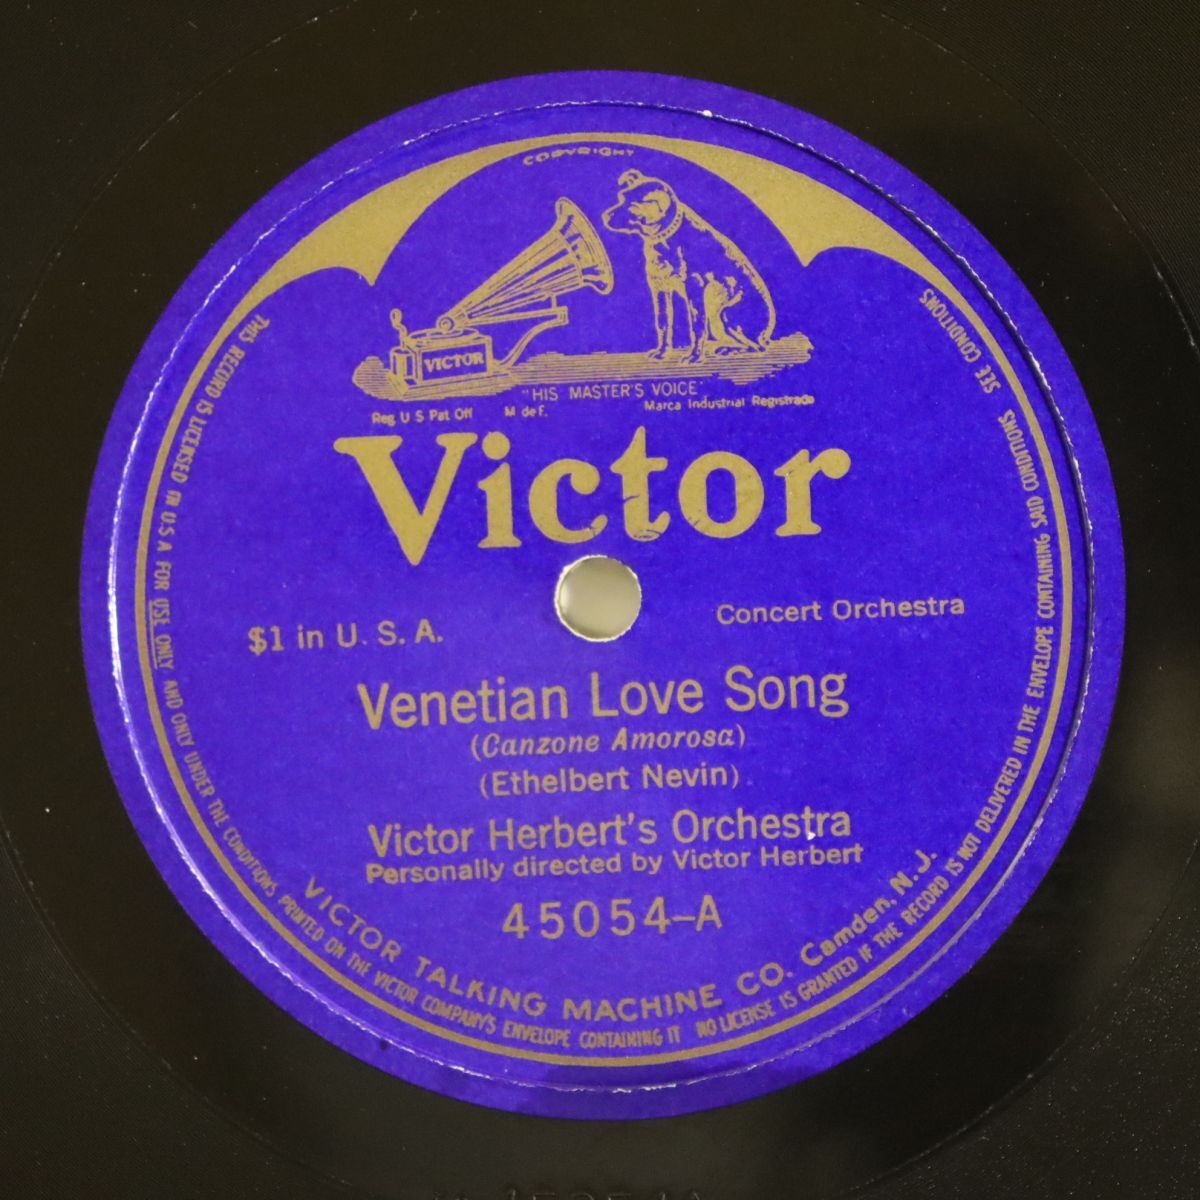 COPYRIGHT
VICTOR
"HIS MASTER'S VOICE"
Reg. U S Pat Off M de F. Marca Industrial Registrada
Victor
$1 in U. S. A.
Concert Orchestra
Venetian Love Song
(Canzone Amorosa)
(Ethelbert Nevin)
Victor Herbert's Orchestra
Personally directed by Victor Herbert
45054-A
VICTOR TALKING MACHINE CO. Camden, N. J.
THIS RECORD IS LICENSED IN U.S.A FOR USE ONLY AND ONLY UNDER THE CONDITIONS PRINTED ON THE VICTOR COMPANY'S ENVELOPE CONTAINING IT NO LICENSE IS GRANTED IF THE RECORD IS NOT DELIVERED IN THE ENVELOPE CONTAINING SAID CONDITIONS SEE CONDITIONS